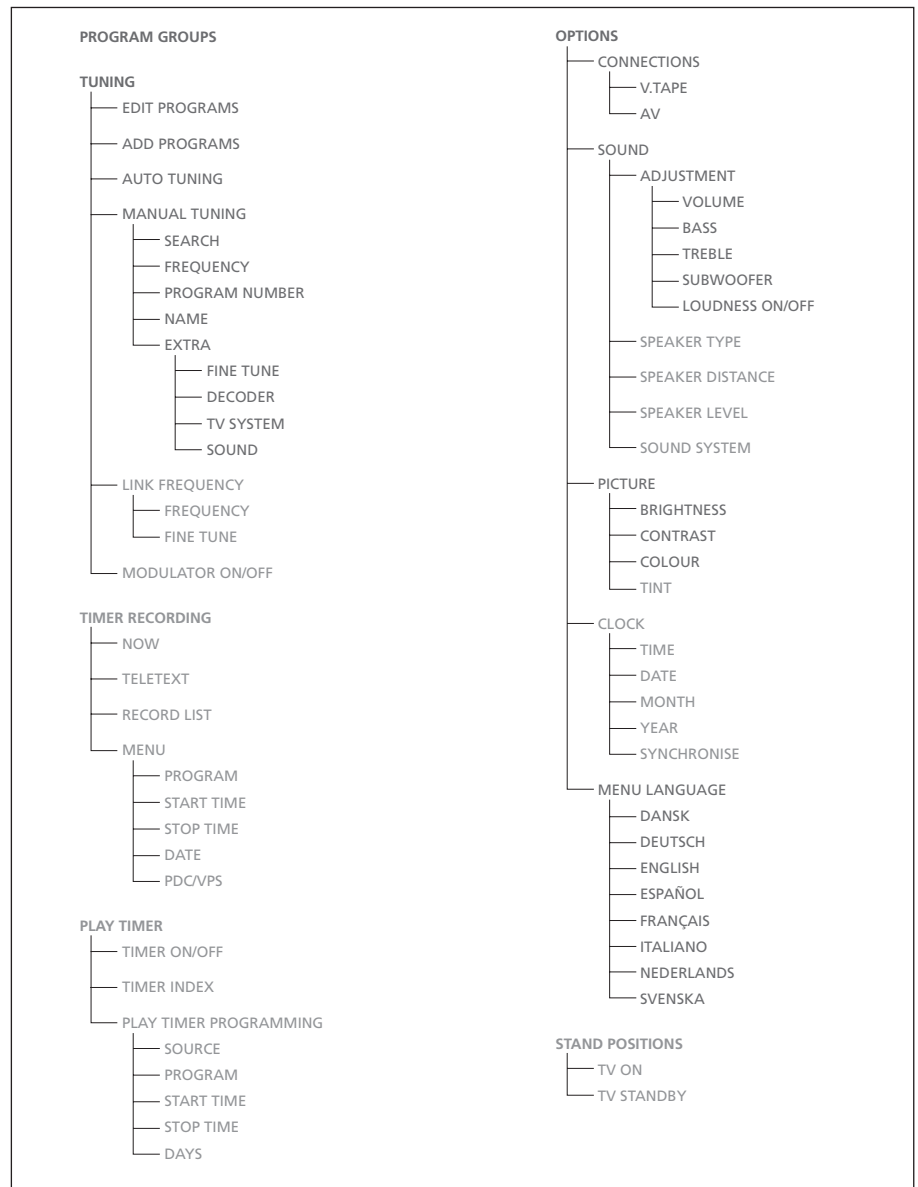 PROGRAM GROUPS
TUNING
EDIT PROGRAMS
ADD PROGRAMS
AUTO TUNING
MANUAL TUNING
SEARCH
FREQUENCY
PROGRAM NUMBER
NAME
EXTRA
FINE TUNE
DECODER
TV SYSTEM
SOUND
LINK FREQUENCY
FREQUENCY
FINE TUNE
MODULATOR ON/OFF
TIMER RECORDING
NOW
TELETEXT
RECORD LIST
MENU
PROGRAM
START TIME
STOP TIME
DATE
PDC/VPS
PLAY TIMER
TIMER ON/OFF
TIMER INDEX
PLAY TIMER PROGRAMMING
SOURCE
PROGRAM
START TIME
STOP TIME
DAYS
OPTIONS
CONNECTIONS
V.TAPE
AV
SOUND
ADJUSTMENT
VOLUME
BASS
TREBLE
SUBWOOFER
LOUDNESS ON/OFF
SPEAKER TYPE
SPEAKER DISTANCE
SPEAKER LEVEL
SOUND SYSTEM
PICTURE
BRIGHTNESS
CONTRAST
COLOUR
TINT
CLOCK
TIME
DATE
MONTH
YEAR
SYNCHRONISE
MENU LANGUAGE
DANSK
DEUTSCH
ENGLISH
ESPAÑOL
FRANÇAIS
ITALIANO
NEDERLANDS
SVENSKA
STAND POSITIONS
TV ON
TV STANDBY